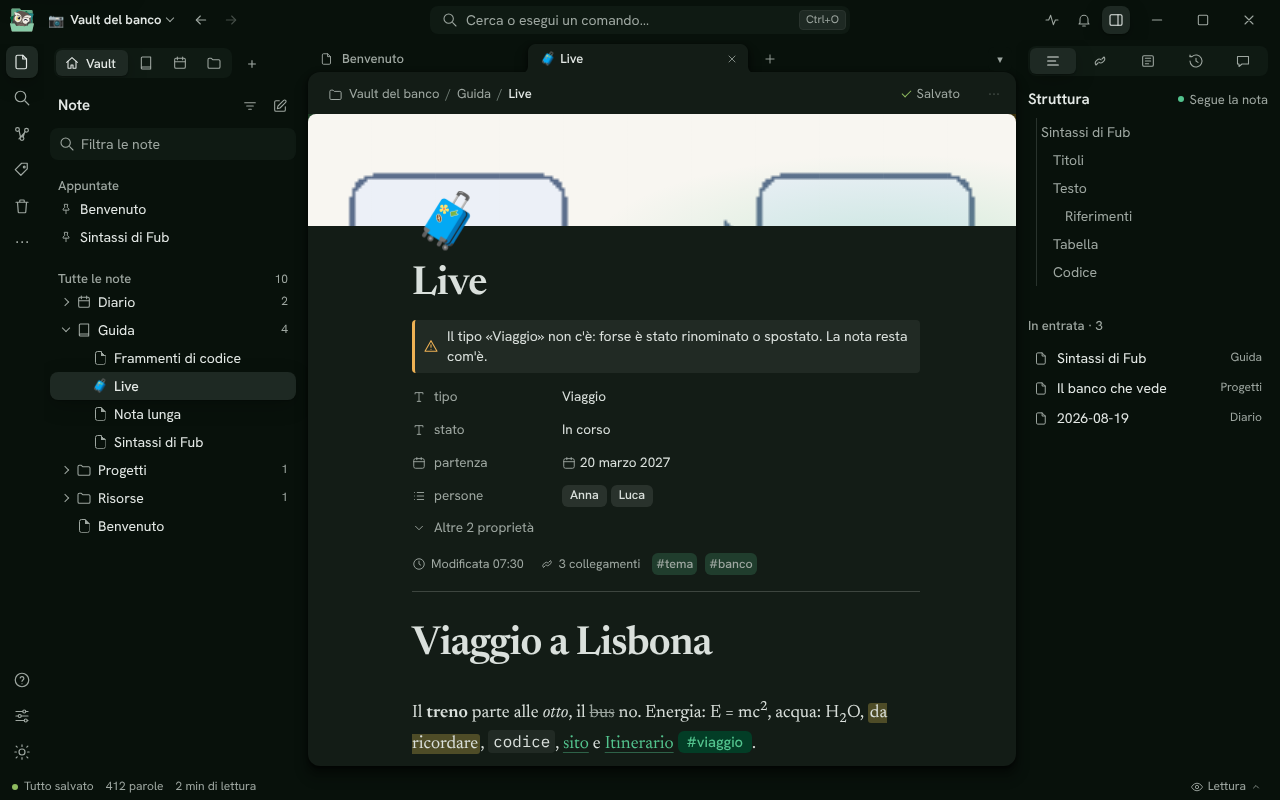 Vault del banco
Cerca o esegui un comando...
Ctrl+O
Vault
Benvenuto
Live
Note
Filtra le note
Appuntate
Benvenuto
Sintassi di Fub
Tutte le note 10
Diario 2
Guida 4
Frammenti di codice
Live
Nota lunga
Sintassi di Fub
Progetti 1
Risorse 1
Benvenuto
Vault del banco / Guida / Live
Salvato
Live
Il tipo «Viaggio» non c'è: forse è stato rinominato o spostato. La nota resta
com'è.
tipo Viaggio
stato In corso
partenza 20 marzo 2027
persone Anna Luca
Altre 2 proprietà
Modificata 07:30 3 collegamenti #tema #banco
Viaggio a Lisbona
Il treno parte alle otto, il bus no. Energia: E = mc², acqua: H₂O, da
ricordare, codice, sito e Itinerario #viaggio.
Struttura
Segue la nota
Sintassi di Fub
Titoli
Testo
Riferimenti
Tabella
Codice
In entrata · 3
Sintassi di Fub Guida
Il banco che vede Progetti
2026-08-19 Diario
Tutto salvato 412 parole 2 min di lettura
Lettura